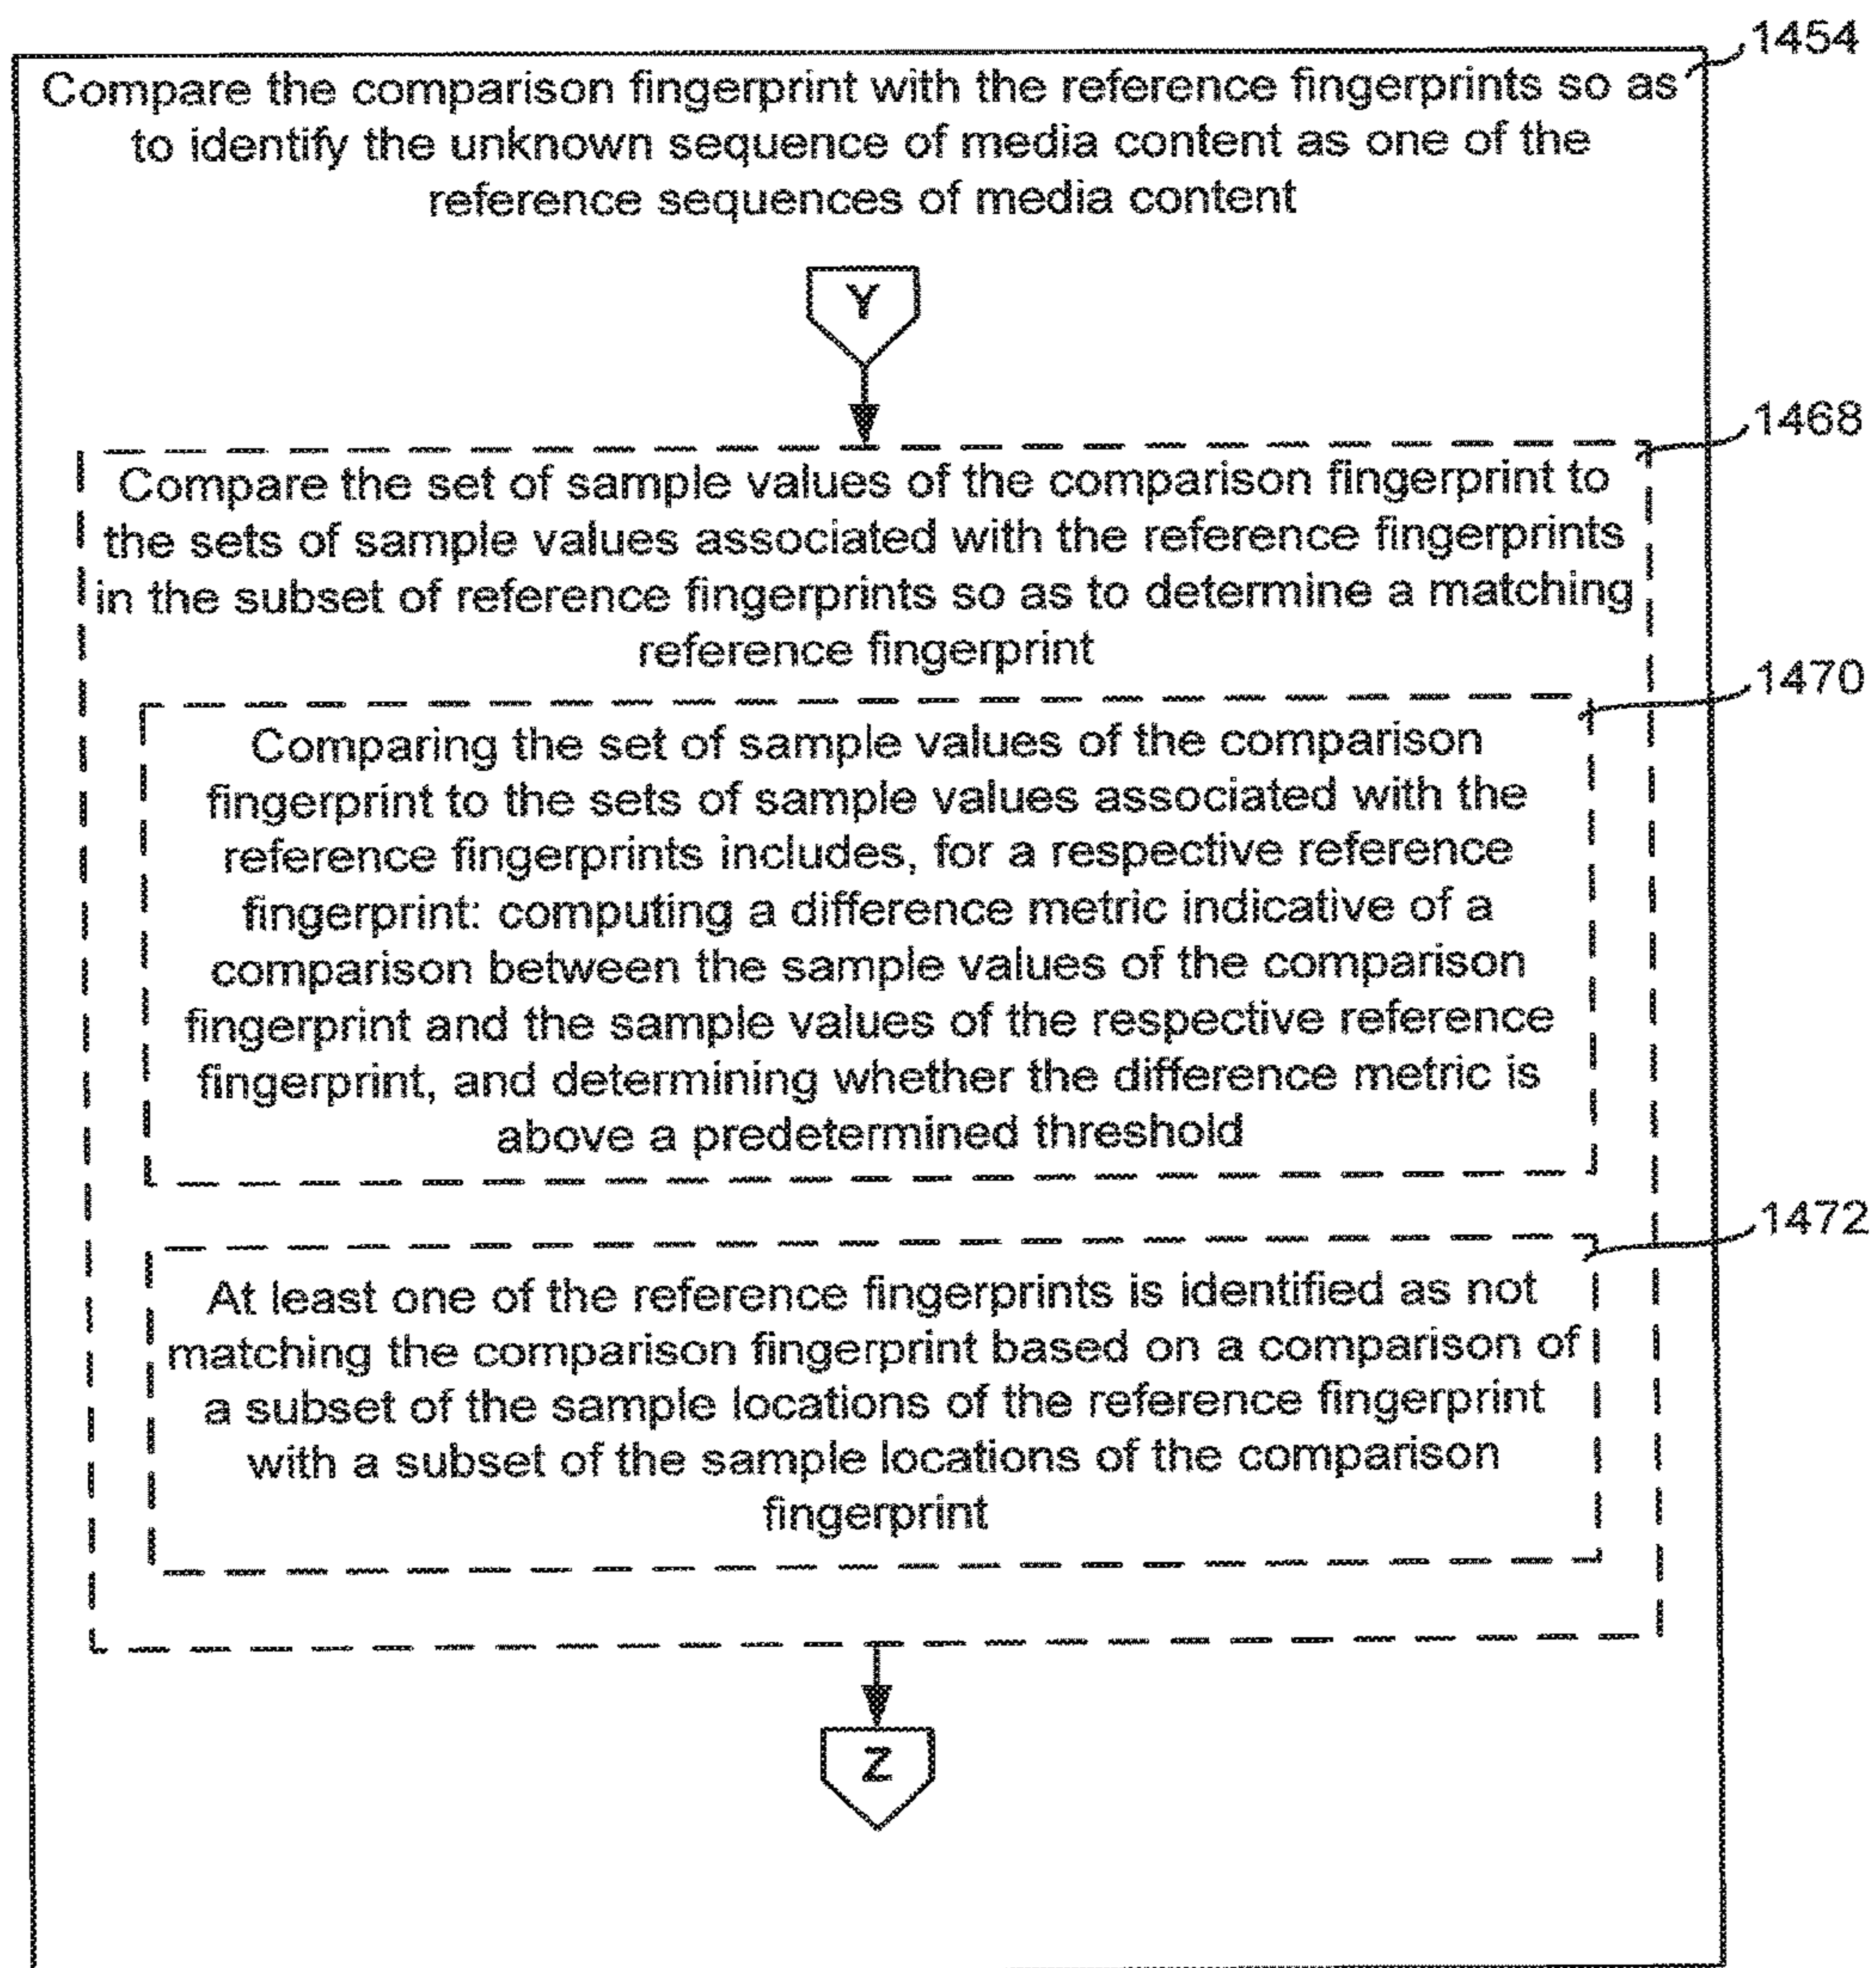 1454
Compare the comparison fingerprint with the reference fingerprints so as
to identify the unknown sequence of media content as one of the
reference sequences of media content
Y
1468
Compare the set of sample values of the comparison fingerprint to
the sets of sample values associated with the reference fingerprints
in the subset of reference fingerprints so as to determine a matching
reference fingerprint
1470
Comparing the set of sample values of the comparison
fingerprint to the sets of sample values associated with the
reference fingerprints includes, for a respective reference
fingerprint: computing a difference metric indicative of a
comparison between the sample values of the comparison
fingerprint and the sample values of the respective reference
fingerprint, and determining whether the difference metric is
above a predetermined threshold
1472
At least one of the reference fingerprints is identified as not
matching the comparison fingerprint based on a comparison of
a subset of the sample locations of the reference fingerprint
with a subset of the sample locations of the comparison
fingerprint
Z